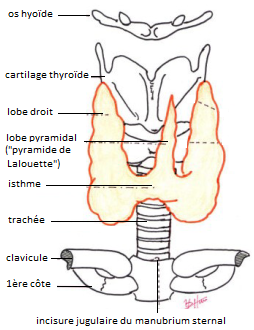 os hyoïde
cartilage thyroïde
lobe droit
lobe pyramidal
("pyramide de
Lalouette")
isthme
trachée
clavicule
1ère côte
incisure jugulaire du manubrium sternal